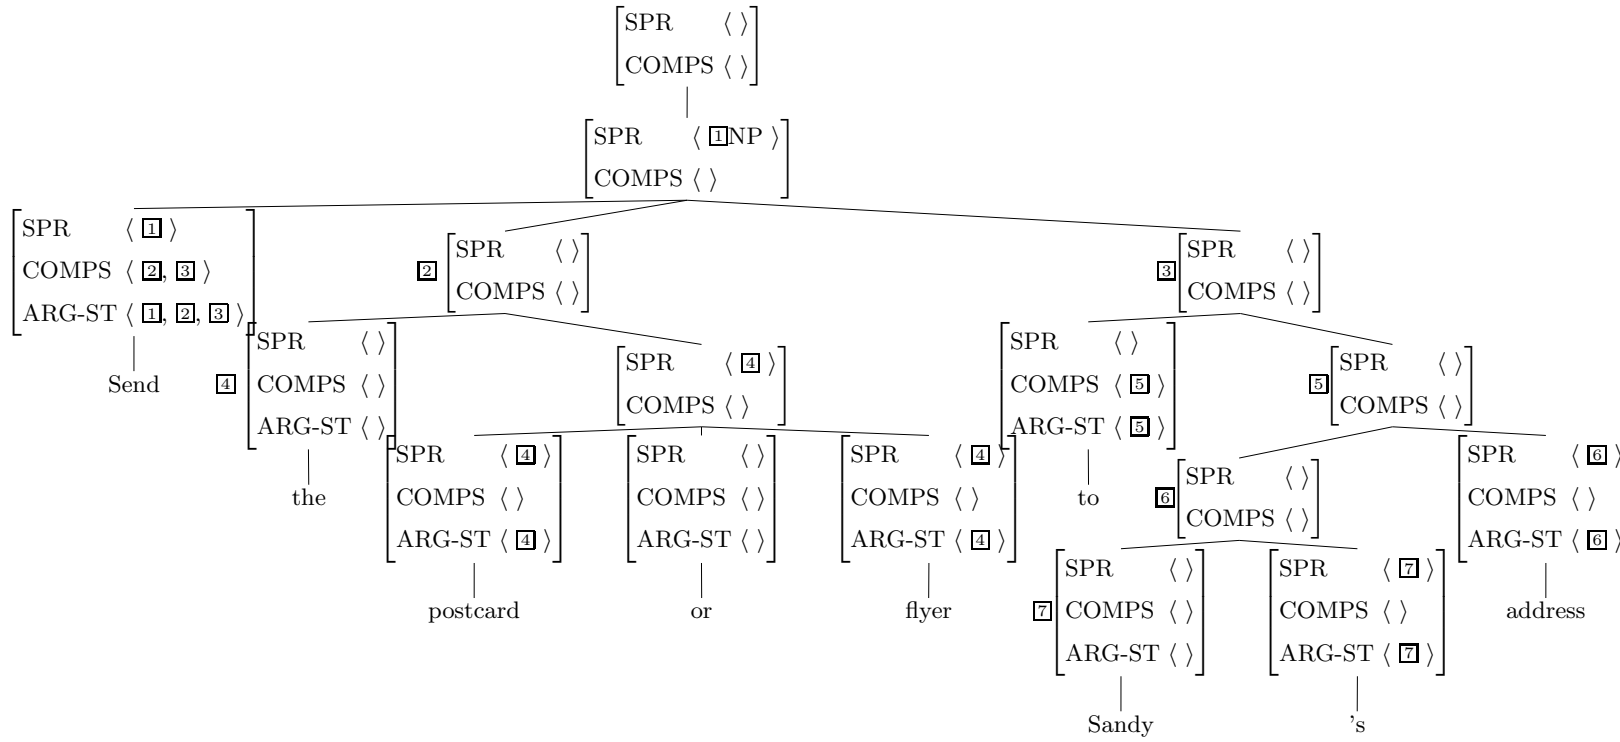 SPR ⟨ ⟩
COMPS ⟨ ⟩
SPR ⟨ 1NP ⟩
COMPS ⟨ ⟩
SPR ⟨ 1 ⟩
COMPS ⟨ 2, 3 ⟩
ARG-ST ⟨ 1, 2, 3 ⟩
Send
2 SPR ⟨ ⟩
COMPS ⟨ ⟩
3 SPR ⟨ ⟩
COMPS ⟨ ⟩
4 SPR ⟨ ⟩
COMPS ⟨ ⟩
ARG-ST ⟨ ⟩
the
SPR ⟨ 4 ⟩
COMPS ⟨ ⟩
SPR ⟨ ⟩
COMPS ⟨ 5 ⟩
ARG-ST ⟨ 5 ⟩
to
5 SPR ⟨ ⟩
COMPS ⟨ ⟩
SPR ⟨ 4 ⟩
COMPS ⟨ ⟩
ARG-ST ⟨ 4 ⟩
postcard
SPR ⟨ ⟩
COMPS ⟨ ⟩
ARG-ST ⟨ ⟩
or
SPR ⟨ 4 ⟩
COMPS ⟨ ⟩
ARG-ST ⟨ 4 ⟩
flyer
6 SPR ⟨ ⟩
COMPS ⟨ ⟩
SPR ⟨ 6 ⟩
COMPS ⟨ ⟩
ARG-ST ⟨ 6 ⟩
address
7 SPR ⟨ ⟩
COMPS ⟨ ⟩
ARG-ST ⟨ ⟩
Sandy
SPR ⟨ 7 ⟩
COMPS ⟨ ⟩
ARG-ST ⟨ 7 ⟩
's